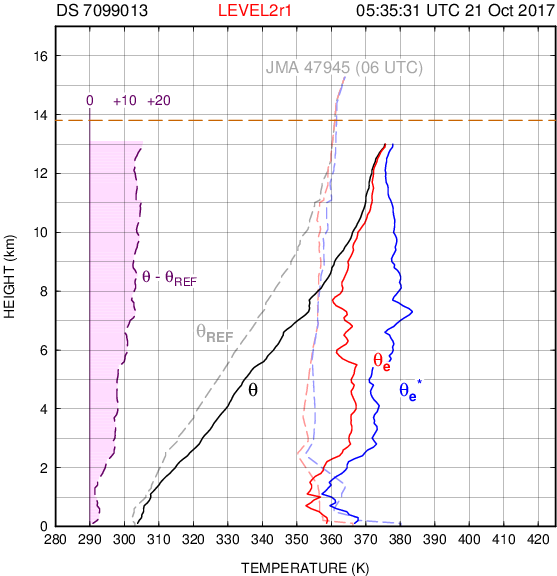 DS 7099013 LEVEL2r1 05:35:31 UTC 21 Oct 2017
JMA 47945 (06 UTC)
0 +10 +20
θ - θREF
θREF
θ
θe
θe*
HEIGHT (km)
16
14
12
10
8
6
4
2
0
280 290 300 310 320 330 340 350 360 370 380 390 400 410 420
TEMPERATURE (K)